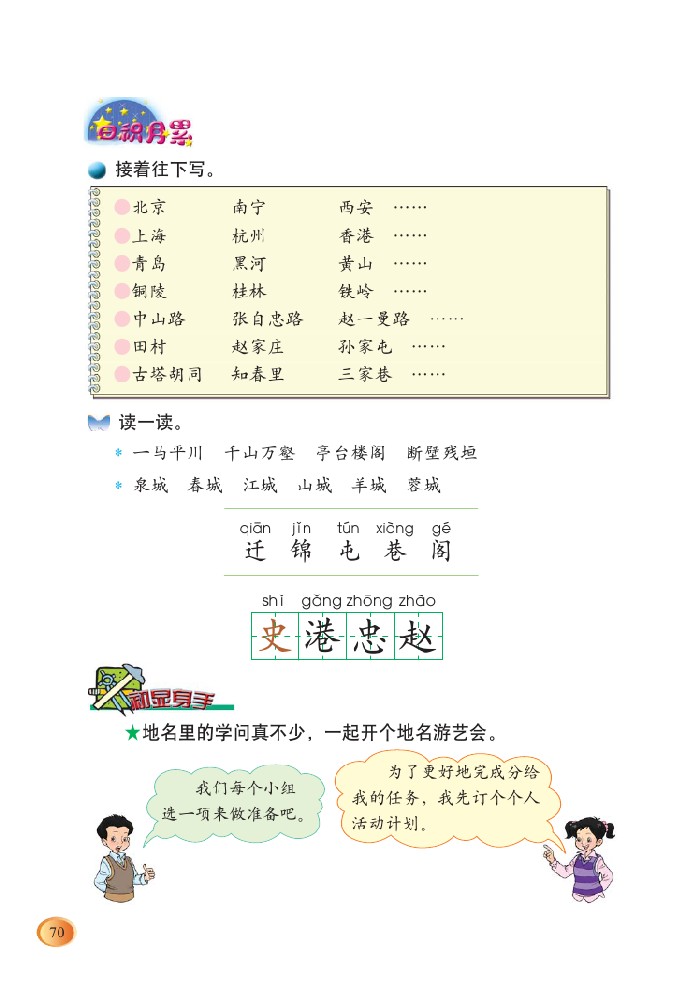 日积月累
接着往下写。
北京 南宁 西安 ……
上海 杭州 香港 ……
青岛 黑河 黄山 ……
铜陵 桂林 铁岭 ……
中山路 张自忠路 赵一曼路 ……
田村 赵家庄 孙家屯 ……
古塔胡同 知春里 三家巷 ……
读一读。
* 一马平川 千山万壑 亭台楼阁 断壁残垣
* 泉城 春城 江城 山城 羊城 蓉城
ciān jǐn tún xiàng gé
迁 锦 屯 巷 阁
shǐ gǎng zhōng zhào
史 港 忠 赵
初显身手
★地名里的学问真不少，一起开个地名游艺会。
我们每个小组
选一项来做准备吧。
为了更好地完成分给
我的任务，我先订个个人
活动计划。
70